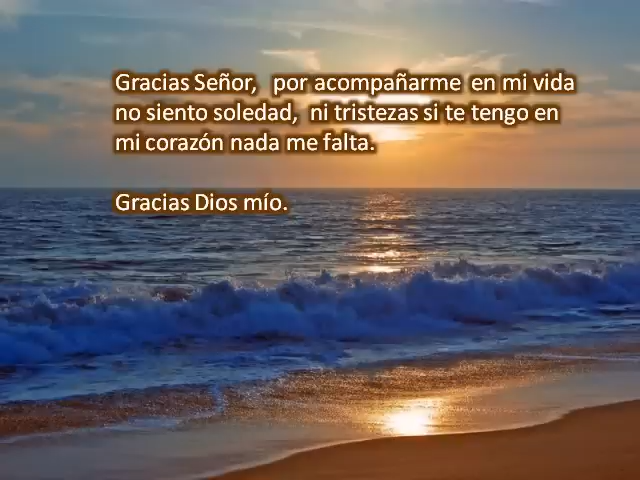 Gracias Señor, por acompañarme en mi vida
no siento soledad, ni tristezas si te tengo en
mi corazón nada me falta.
Gracias Dios mío.